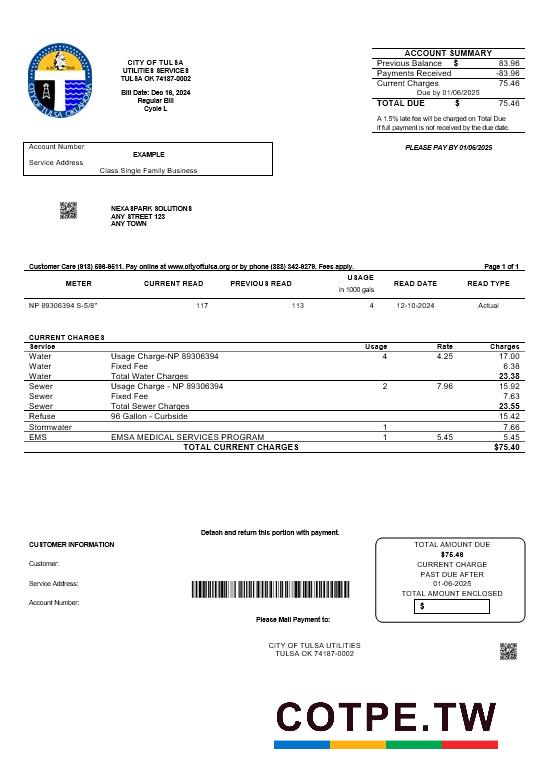 CITY OF TULSA OKLAHOMA
CITY OF TULSA
UTILITIES SERVICES
TULSA OK 74187-0002
Bill Date: Dec 16, 2024
Regular Bill
Cycle L
ACCOUNT SUMMARY
Previous Balance $ 83.96
Payments Received -83.96
Current Charges 75.46
Due by 01/06/2025
TOTAL DUE $ 75.46
A 1.5% late fee will be charged on Total Due
if full payment is not received by the due date.
PLEASE PAY BY 01/06/2025
Account Number
EXAMPLE
Service Address
Class Single Family Business
NEXASPARK SOLUTIONS
ANY STREET 123
ANY TOWN
Customer Care (918) 596-9511. Pay online at www.cityoftulsa.org or by phone (883) 342-9279. Fees apply. Page 1 of 1
METER CURRENT READ PREVIOUS READ USAGE in 1000 gals READ DATE READ TYPE
NP 89306394 S-5/8" 117 113 4 12-10-2024 Actual
CURRENT CHARGES
Service Usage Rate Charges
Water Usage Charge-NP 89306394 4 4.25 17.00
Water Fixed Fee 6.38
Water Total Water Charges 23.38
Sewer Usage Charge - NP 89306394 2 7.96 15.92
Sewer Fixed Fee 7.63
Sewer Total Sewer Charges 23.55
Refuse 96 Gallon - Curbside 15.42
Stormwater 1 7.66
EMS EMSA MEDICAL SERVICES PROGRAM 1 5.45 5.45
TOTAL CURRENT CHARGES $75.40
Detach and return this portion with payment.
CUSTOMER INFORMATION
Customer:
Service Address:
Account Number:
TOTAL AMOUNT DUE
$75.46
CURRENT CHARGE
PAST DUE AFTER
01-06-2025
TOTAL AMOUNT ENCLOSED
$
Please Mail Payment to:
CITY OF TULSA UTILITIES
TULSA OK 74187-0002
COTPE.TW